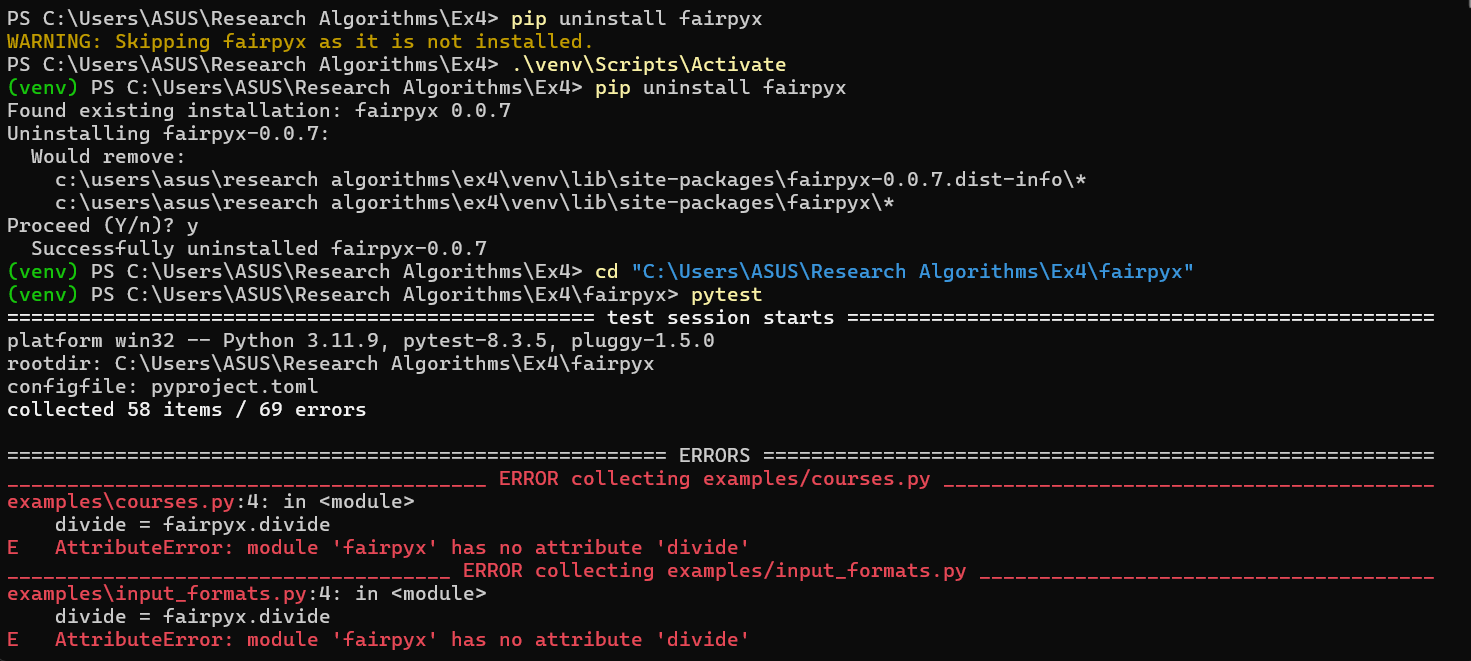 PS C:\Users\ASUS\Research Algorithms\Ex4> pip uninstall fairpyx
WARNING: Skipping fairpyx as it is not installed.
PS C:\Users\ASUS\Research Algorithms\Ex4> .\venv\Scripts\Activate
(venv) PS C:\Users\ASUS\Research Algorithms\Ex4> pip uninstall fairpyx
Found existing installation: fairpyx 0.0.7
Uninstalling fairpyx-0.0.7:
  Would remove:
    c:\users\asus\research algorithms\ex4\venv\lib\site-packages\fairpyx-0.0.7.dist-info\*
    c:\users\asus\research algorithms\ex4\venv\lib\site-packages\fairpyx\*
Proceed (Y/n)? y
  Successfully uninstalled fairpyx-0.0.7
(venv) PS C:\Users\ASUS\Research Algorithms\Ex4> cd "C:\Users\ASUS\Research Algorithms\Ex4\fairpyx"
(venv) PS C:\Users\ASUS\Research Algorithms\Ex4\fairpyx> pytest
================================================= test session starts =================================================
platform win32 -- Python 3.11.9, pytest-8.3.5, pluggy-1.5.0
rootdir: C:\Users\ASUS\Research Algorithms\Ex4\fairpyx
configfile: pyproject.toml
collected 58 items / 69 errors
======================================================= ERRORS ========================================================
________________________________________ ERROR collecting examples/courses.py _________________________________________
examples\courses.py:4: in <module>
    divide = fairpyx.divide
E   AttributeError: module 'fairpyx' has no attribute 'divide'
_____________________________________ ERROR collecting examples/input_formats.py ______________________________________
examples\input_formats.py:4: in <module>
    divide = fairpyx.divide
E   AttributeError: module 'fairpyx' has no attribute 'divide'